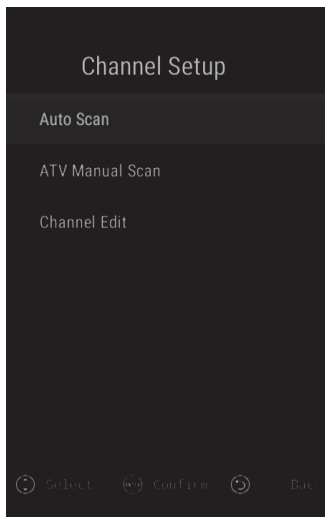 Channel Setup
Auto Scan
ATV Manual Scan
Channel Edit
Select Confirm